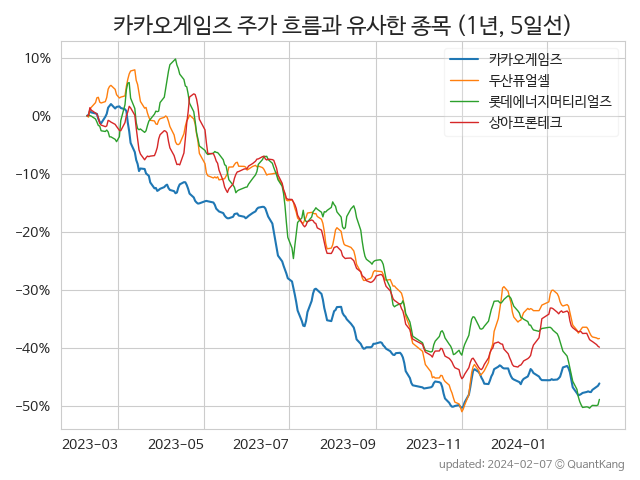 카카오게임즈 주가 흐름과 유사한 종목 (1년, 5일선)
카카오게임즈
두산퓨얼셀
롯데에너지머티리얼즈
상아프론테크
10%
0%
−10%
−20%
−30%
−40%
−50%
2023-03 2023-05 2023-07 2023-09 2023-11 2024-01
updated: 2024-02-07 © QuantKang